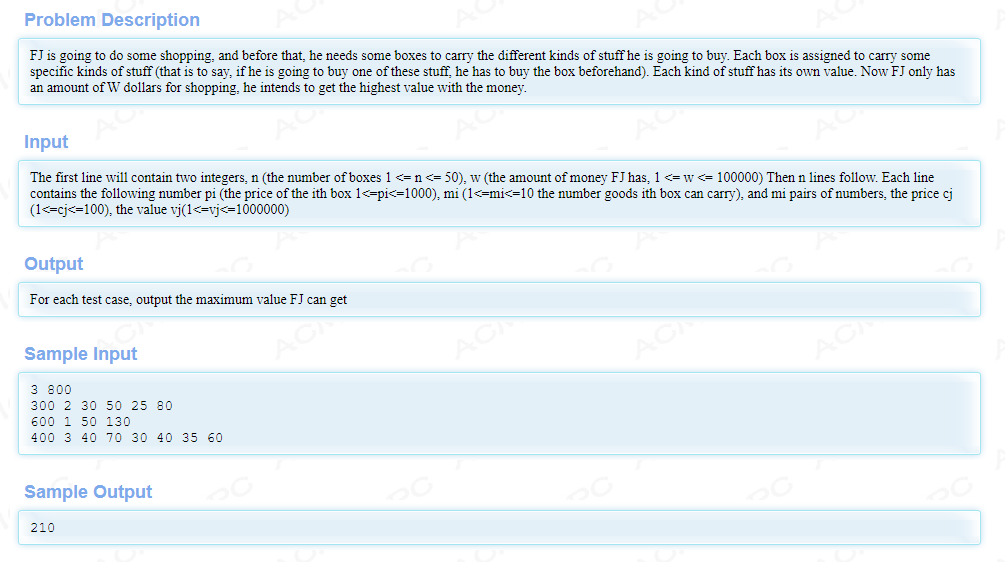 Problem Description
FJ is going to do some shopping, and before that, he needs some boxes to carry the different kinds of stuff he is going to buy. Each box is assigned to carry some
specific kinds of stuff (that is to say, if he is going to buy one of these stuff, he has to buy the box beforehand). Each kind of stuff has its own value. Now FJ only has
an amount of W dollars for shopping, he intends to get the highest value with the money.
Input
The first line will contain two integers, n (the number of boxes 1 <= n <= 50), w (the amount of money FJ has, 1 <= w <= 100000) Then n lines follow. Each line
contains the following number pi (the price of the ith box 1<=pi<=1000), mi (1<=mi<=10 the number goods ith box can carry), and mi pairs of numbers, the price cj
(1<=cj<=100), the value vj(1<=vj<=1000000)
Output
For each test case, output the maximum value FJ can get
Sample Input
3 800
300 2 30 50 25 80
600 1 50 130
400 3 40 70 30 40 35 60
Sample Output
210